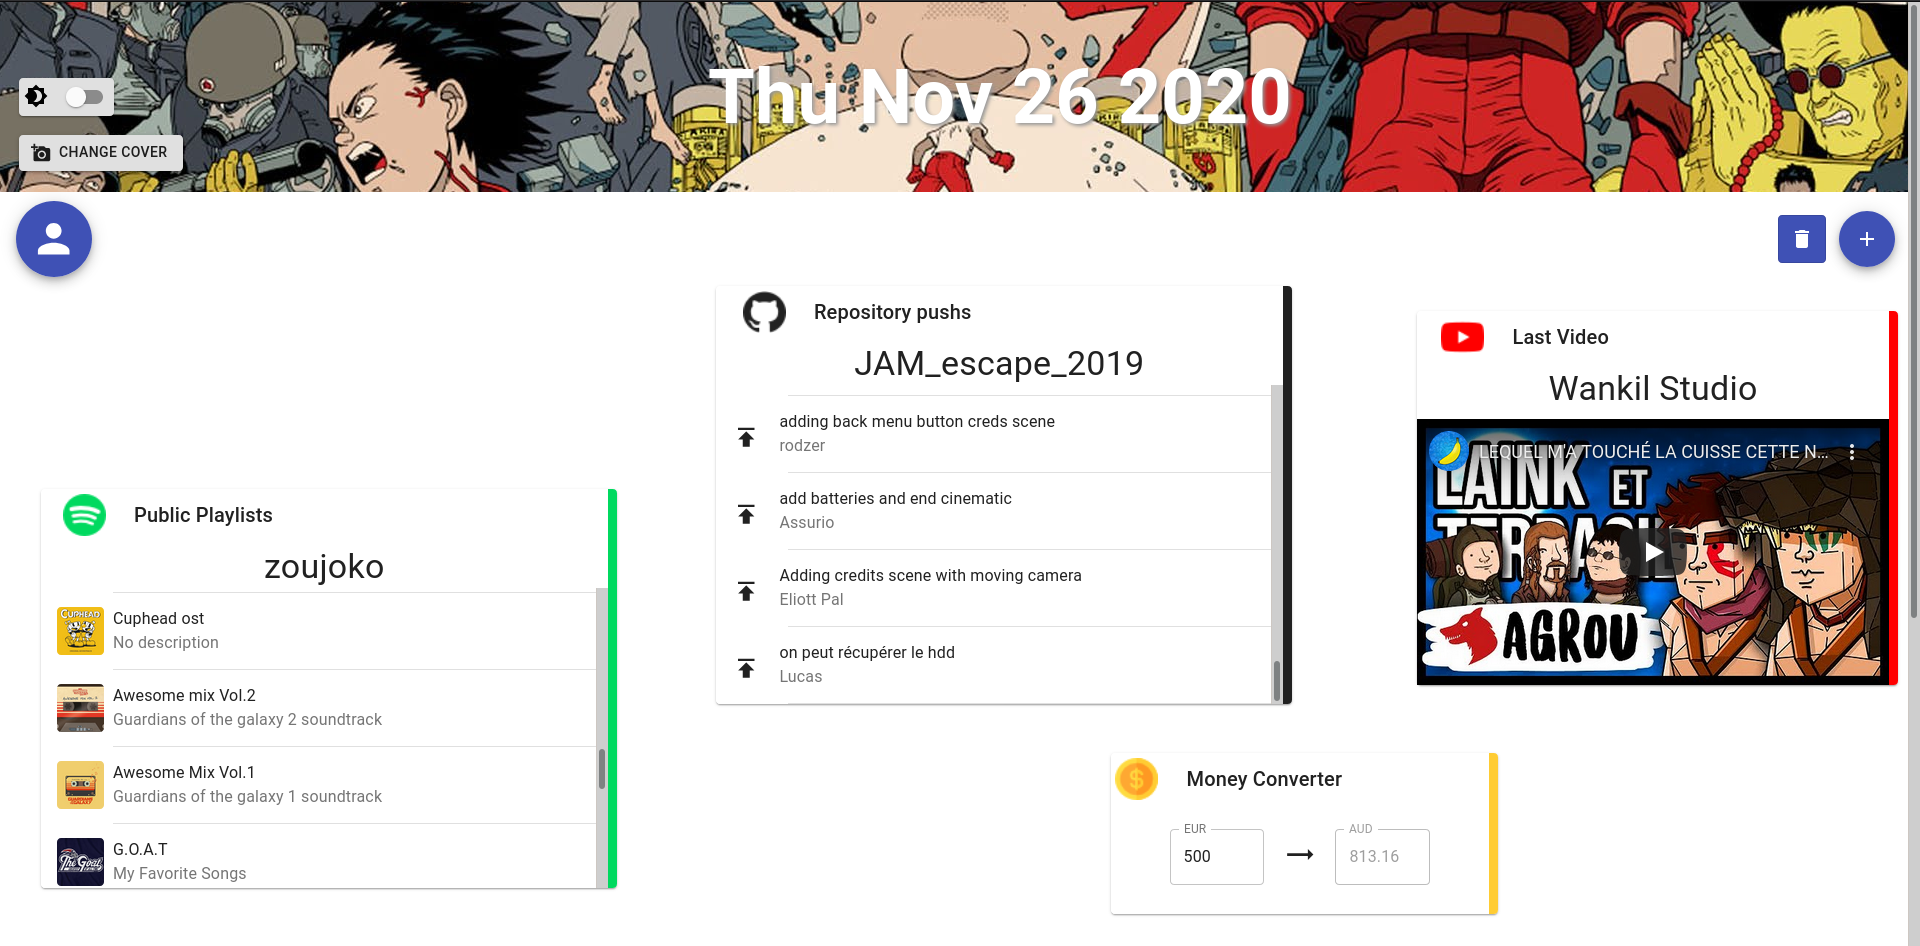 Thu Nov 26 2020
CHANGE COVER
Repository pushs
JAM_escape_2019
adding back menu button creds scene
rodzer
add batteries and end cinematic
Assurio
Adding credits scene with moving camera
Eliott Pal
on peut récupérer le hdd
Lucas
Last Video
Wankil Studio
LEQUEL M'A TOUCHÉ LA CUISSE CETTE N...
LAINK ET
AGROU
Public Playlists
zoujoko
CUPHEAD
Cuphead ost
No description
Awesome mix Vol.2
Guardians of the galaxy 2 soundtrack
Awesome Mix Vol.1
Guardians of the galaxy 1 soundtrack
The Goat
G.O.A.T
My Favorite Songs
Money Converter
EUR
500
AUD
813.16